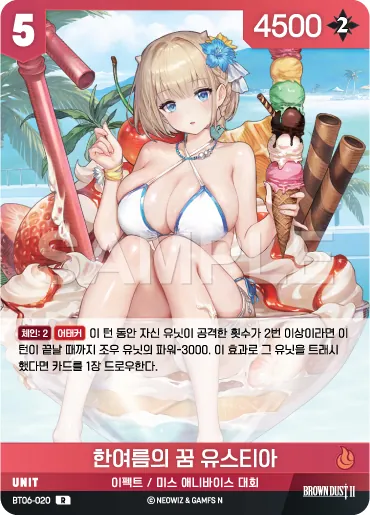 5
4500 2
SAMPLE
체인: 2 어태커 이 턴 동안 자신 유닛이 공격한 횟수가 2번 이상이라면 이
턴이 끝날 때까지 조우 유닛의 파워-3000. 이 효과로 그 유닛을 트래시
했다면 카드를 1장 드로우한다.
한여름의 꿈 유스티아
UNIT
이펙트 / 미스 애니바이스 대회
BT06-020 R
© NEOWIZ & GAMFS N
BROWN DUST II